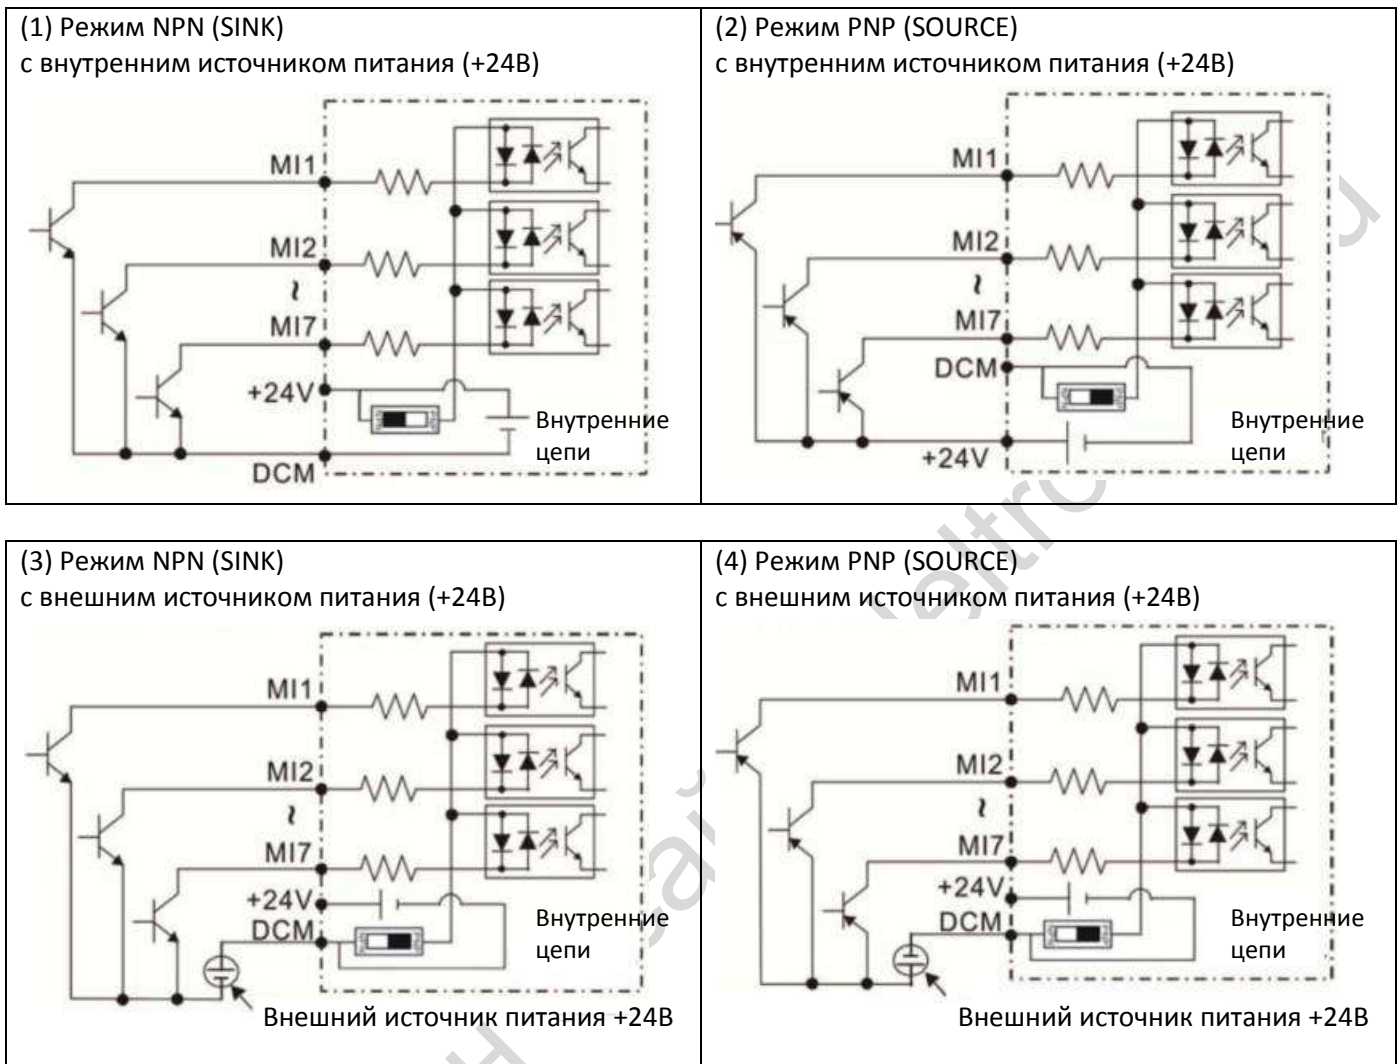 (1) Режим NPN (SINK)
с внутренним источником питания (+24В)
MI1
MI2
~
MI7
+24V
DCM
Внутренние
цепи
(2) Режим PNP (SOURCE)
с внутренним источником питания (+24В)
MI1
MI2
~
MI7
DCM
+24V
Внутренние
цепи
(3) Режим NPN (SINK)
с внешним источником питания (+24В)
MI1
MI2
~
MI7
+24V
DCM
Внутренние
цепи
Внешний источник питания +24В
(4) Режим PNP (SOURCE)
с внешним источником питания (+24В)
MI1
MI2
~
MI7
+24V
DCM
Внутренние
цепи
Внешний источник питания +24В